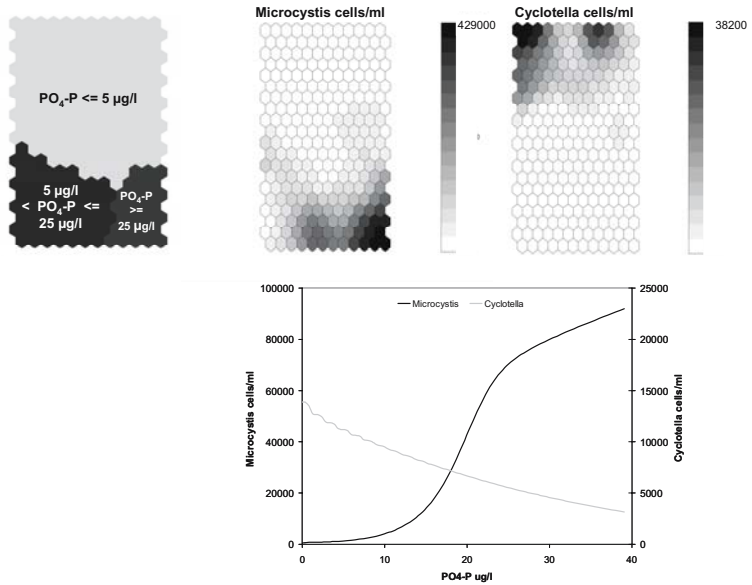 Microcystis cells/ml
Cyclotella cells/ml
429000
38200
PO4-P <= 5 µg/l
5 µg/l
< PO4-P <=
25 µg/l
PO4-P
>=
25 µg/l
Microcystis
Cyclotella
100000
80000
60000
40000
20000
0
Microcystis cells/ml
25000
20000
15000
10000
5000
0
Cyclotella cells/ml
0
10
20
30
40
PO4-P ug/l